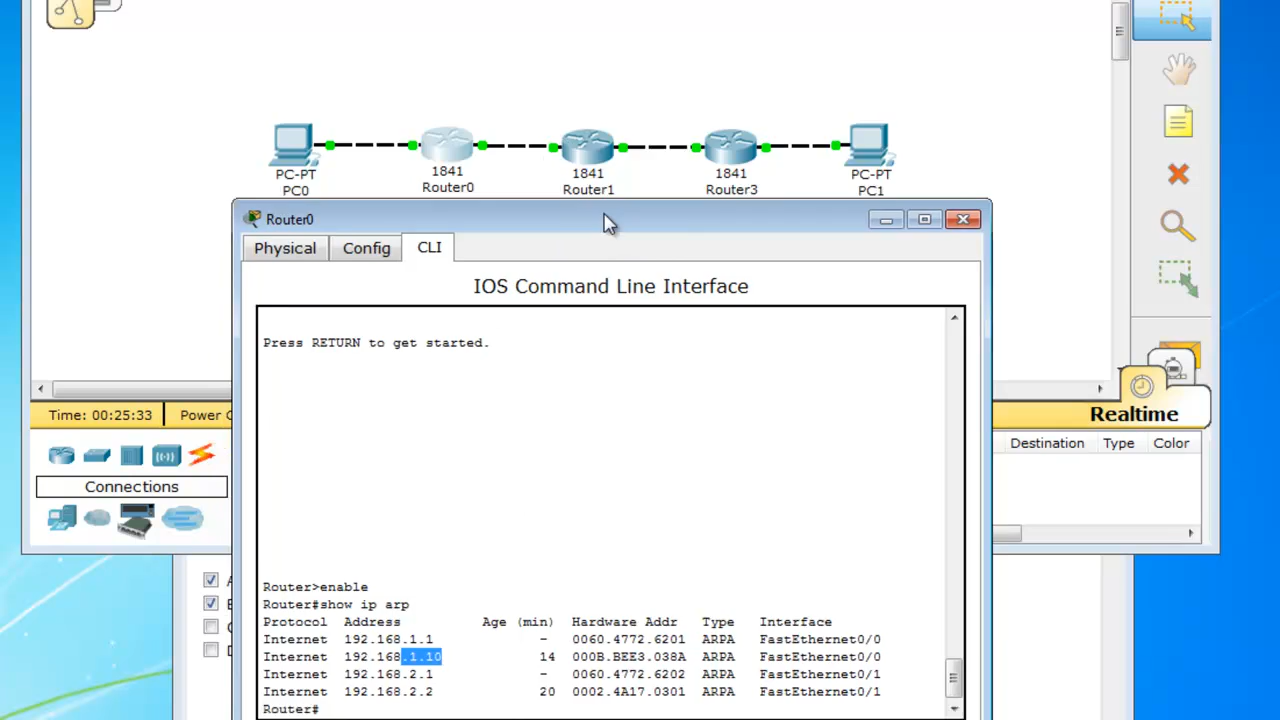 1841
1841
1841
PC-PT
Router0
Router1
Router3
PC-PT
PC0
PC1
Router0
Physical
Config
CLI
IOS Command Line Interface
Press RETURN to get started.
Time: 00:25:33
Power C
Realtime
Destination Type Color
Connections
Router>enable
Router#show ip arp
Protocol Address Age (min) Hardware Addr Type Interface
Internet 192.168.1.1 - 0060.4772.6201 ARPA FastEthernet0/0
Internet 192.168.1.10 14 000B.BEE3.038A ARPA FastEthernet0/0
Internet 192.168.2.1 - 0060.4772.6202 ARPA FastEthernet0/1
Internet 192.168.2.2 20 0002.4A17.0301 ARPA FastEthernet0/1
Router#